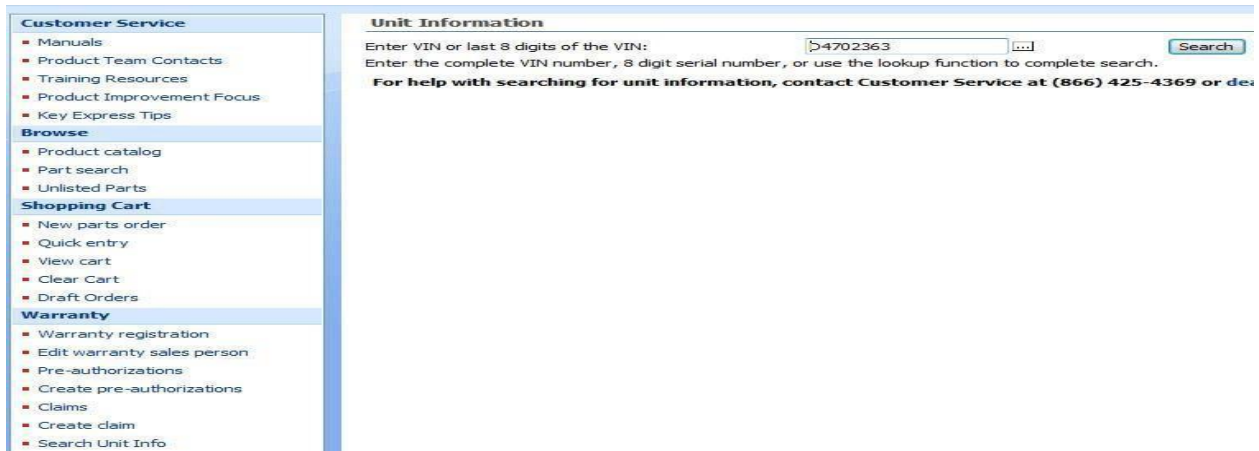 Customer Service
Manuals
Product Team Contacts
Training Resources
Product Improvement Focus
Key Express Tips
Browse
Product catalog
Part search
Unlisted Parts
Shopping Cart
New parts order
Quick entry
View cart
Clear Cart
Draft Orders
Warranty
Warranty registration
Edit warranty sales person
Pre-authorizations
Create pre-authorizations
Claims
Create claim
Search Unit Info
Unit Information
Enter VIN or last 8 digits of the VIN: ... Search
Enter the complete VIN number, 8 digit serial number, or use the lookup function to complete search.
For help with searching for unit information, contact Customer Service at (866) 425-4369 or